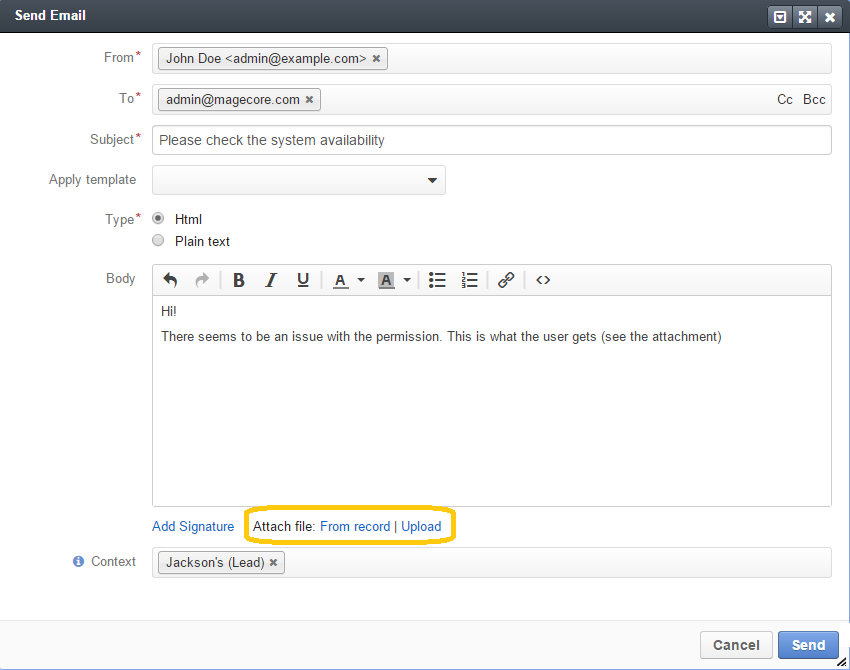 Send Email
From*
John Doe <admin@example.com> ✖
To*
admin@magecore.com ✖
Cc Bcc
Subject*
Please check the system availability
Apply template
Type*
Html
Plain text
Body
B I U A A
Hi!
There seems to be an issue with the permission. This is what the user gets (see the attachment)
Add Signature Attach file: From record | Upload
Context
Jackson's (Lead) ✖
Cancel Send